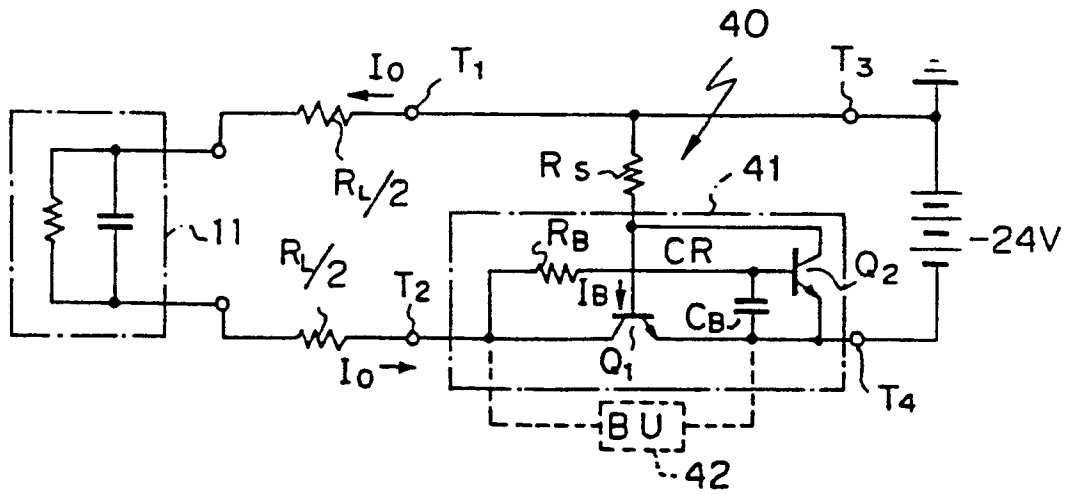 40
I0
T1
T3
RL/2
RS
41
11
RB
CR
Q2
-24V
RL/2
T2
IB
CB
Q1
I0
T4
BU
42